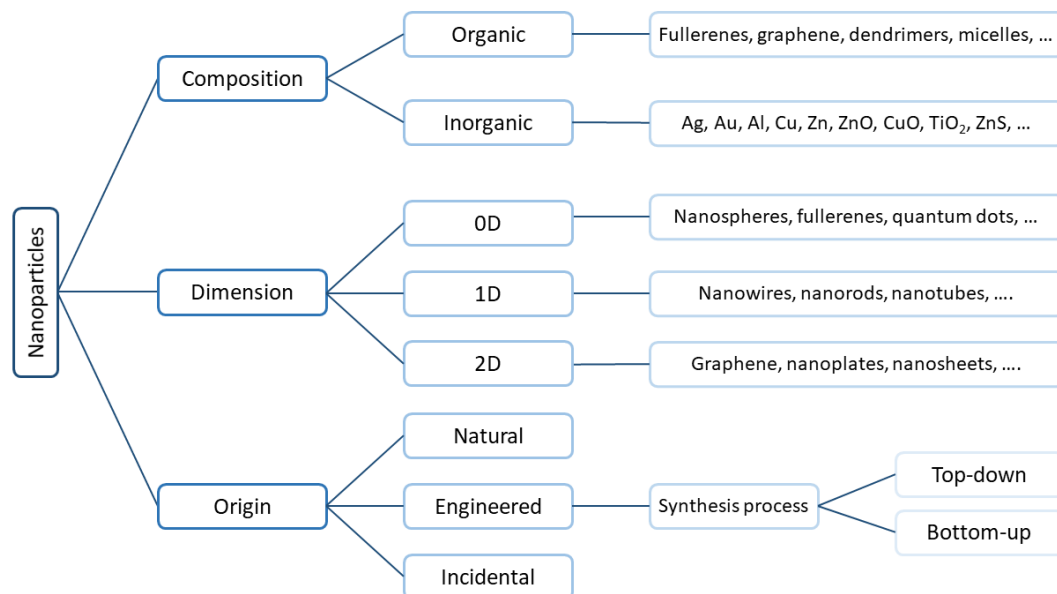 Nanoparticles
Composition
Organic
Fullerenes, graphene, dendrimers, micelles, ...
Inorganic
Ag, Au, Al, Cu, Zn, ZnO, CuO, TiO₂, ZnS, ...
Dimension
0D
Nanospheres, fullerenes, quantum dots, ...
1D
Nanowires, nanorods, nanotubes, ....
2D
Graphene, nanoplates, nanosheets, ....
Origin
Natural
Engineered
Synthesis process
Top-down
Bottom-up
Incidental